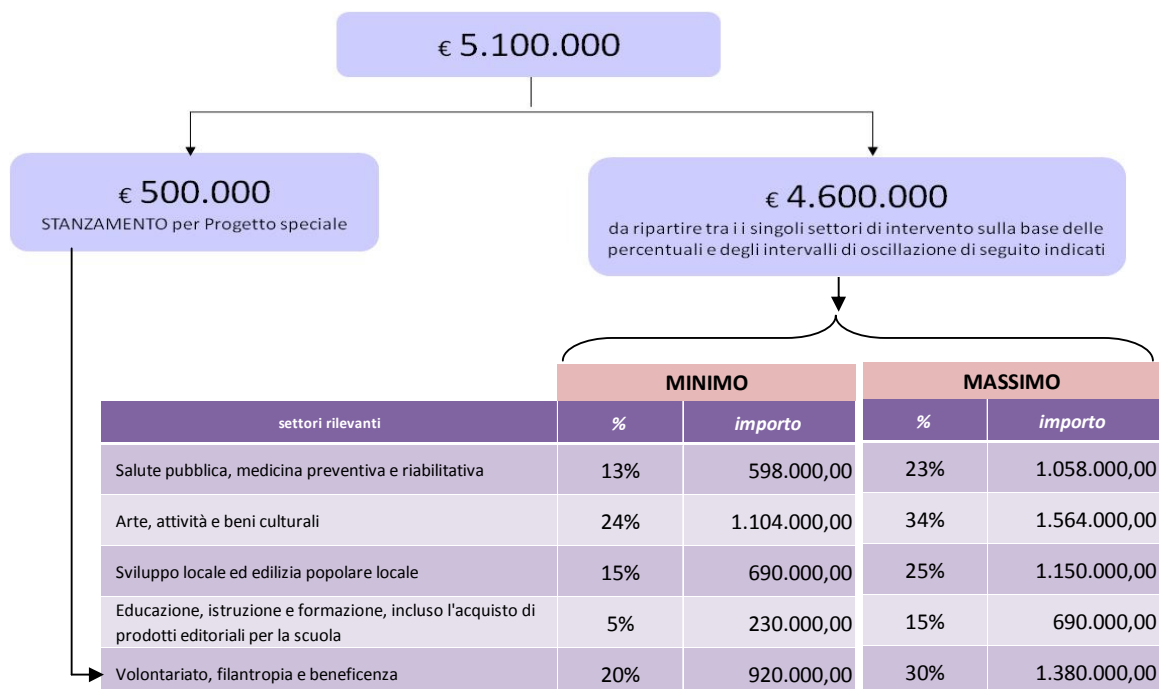 € 5.100.000
€ 500.000
STANZAMENTO per Progetto speciale
€ 4.600.000
da ripartire tra i i singoli settori di intervento sulla base delle
percentuali e degli intervalli di oscillazione di seguito indicati
MINIMO MASSIMO
settori rilevanti % importo % importo
Salute pubblica, medicina preventiva e riabilitativa 13% 598.000,00 23% 1.058.000,00
Arte, attività e beni culturali 24% 1.104.000,00 34% 1.564.000,00
Sviluppo locale ed edilizia popolare locale 15% 690.000,00 25% 1.150.000,00
Educazione, istruzione e formazione, incluso l'acquisto di
prodotti editoriali per la scuola 5% 230.000,00 15% 690.000,00
Volontariato, filantropia e beneficenza 20% 920.000,00 30% 1.380.000,00